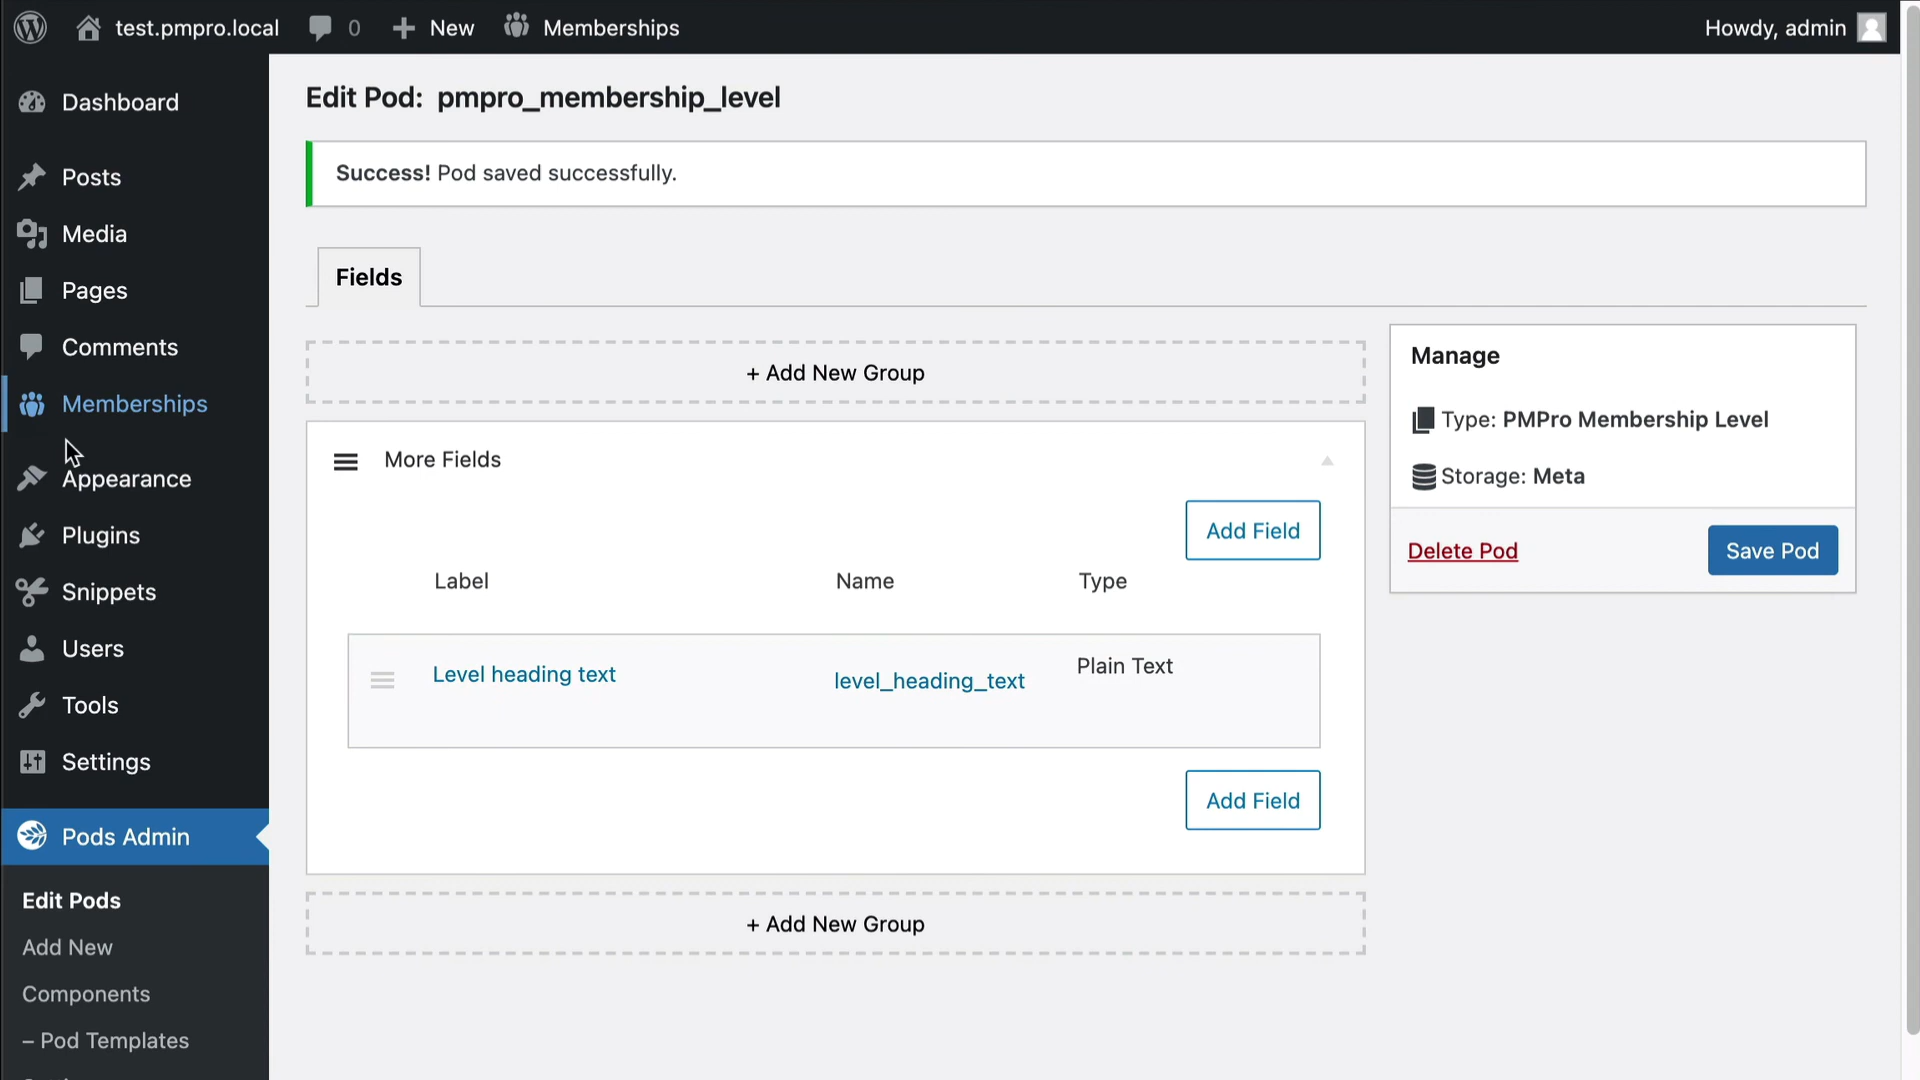 test.pmpro.local 0 + New Memberships Howdy, admin
Dashboard
Posts
Media
Pages
Comments
Memberships
Appearance
Plugins
Snippets
Users
Tools
Settings
Pods Admin
Edit Pods
Add New
Components
– Pod Templates
Edit Pod: pmpro_membership_level
Success! Pod saved successfully.
Fields
+ Add New Group
More Fields
Add Field
Label Name Type
Level heading text level_heading_text Plain Text
Add Field
+ Add New Group
Manage
Type: PMPro Membership Level
Storage: Meta
Delete Pod Save Pod